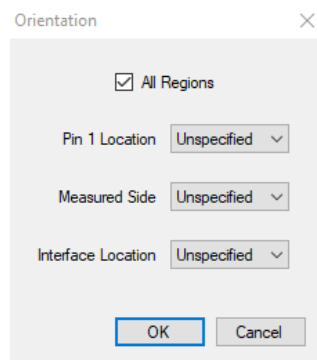 Orientation
All Regions
Pin 1 Location Unspecified
Measured Side Unspecified
Interface Location Unspecified
OK Cancel